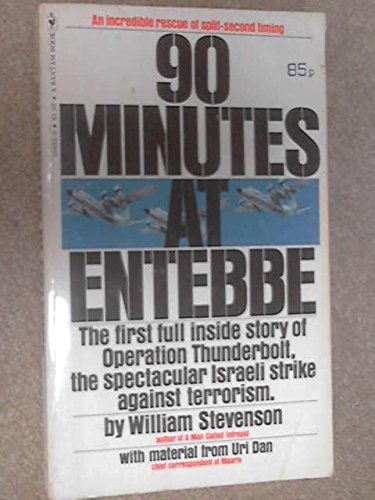 An incredible rescue of split-second timing
90
85p
MINUTES
AT
ENTEBBE
The first full inside story of
Operation Thunderbolt,
the spectacular Israeli strike
against terrorism.
by William Stevenson
author of A Man Called Intrepid
with material from Uri Dan
chief correspondent of Maariv
A BANTAM BOOK